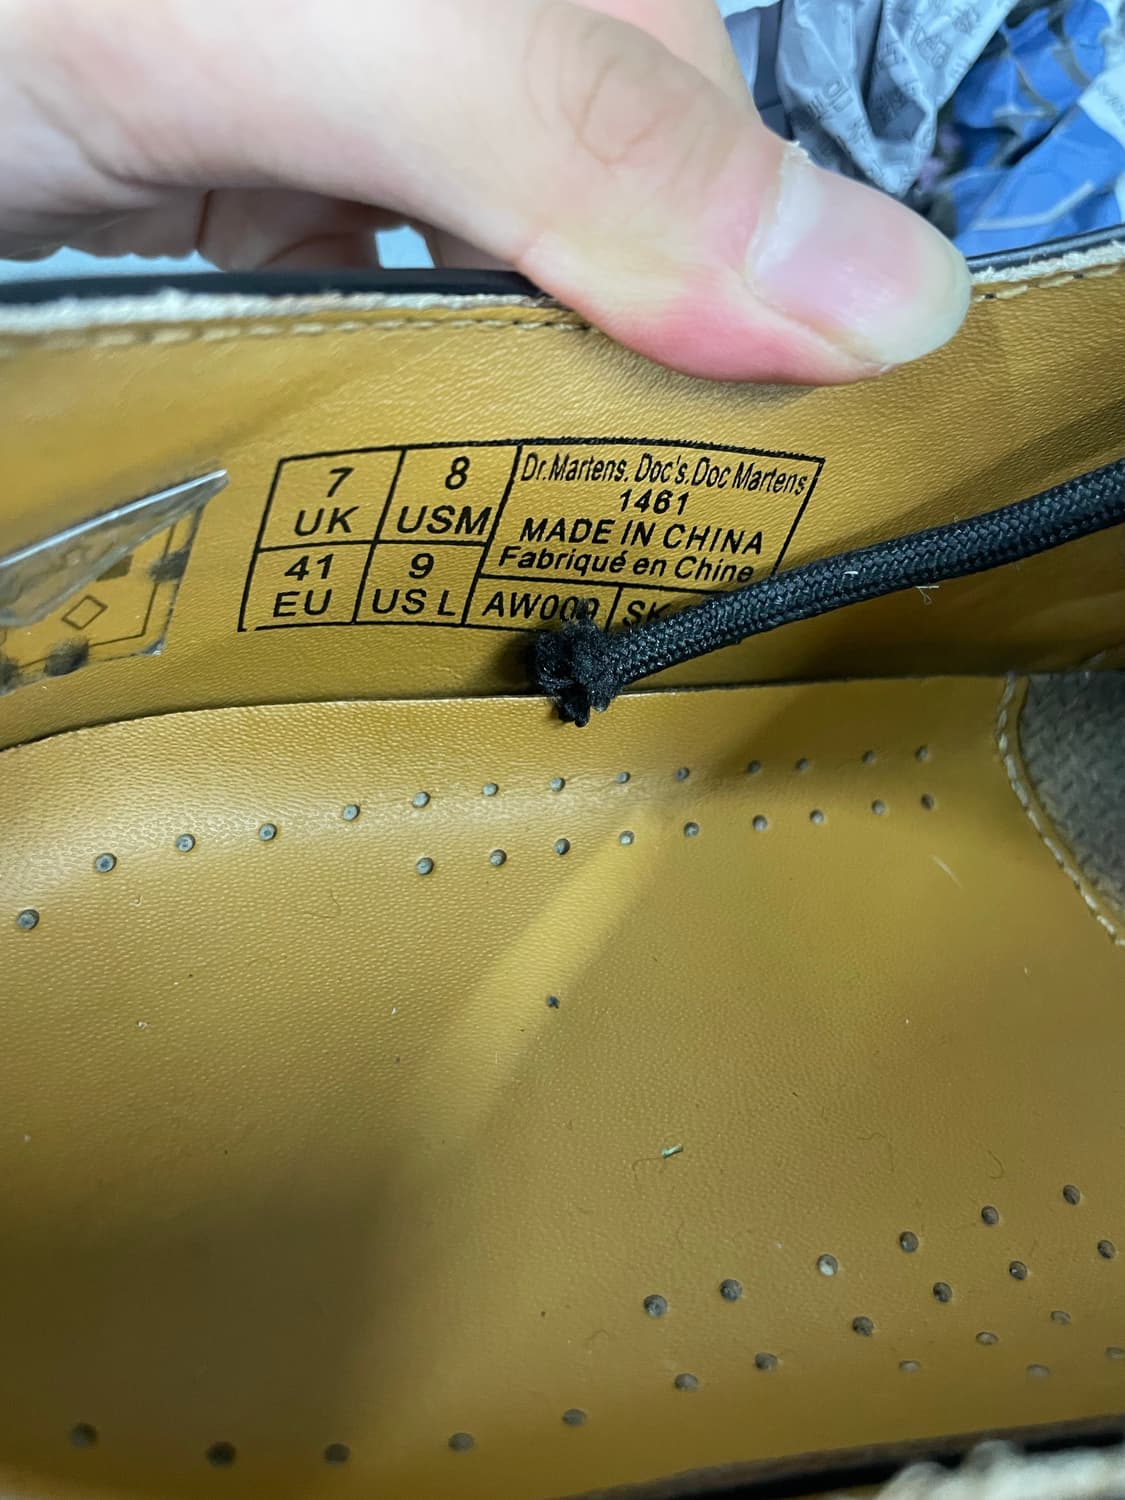 7 UK
8 USM
Dr.Martens. Doc's.Doc Martens
1461
MADE IN CHINA
Fabriqué en Chine
41 EU
9 US L